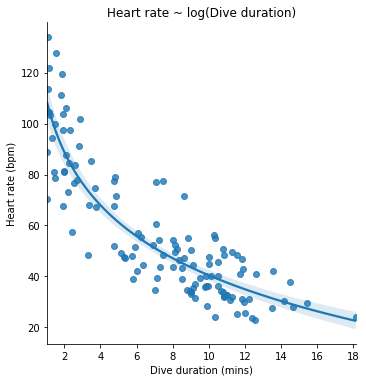 Heart rate ~ log(Dive duration)
120
100
80
60
40
20
Heart rate (bpm)
2 4 6 8 10 12 14 16 18
Dive duration (mins)